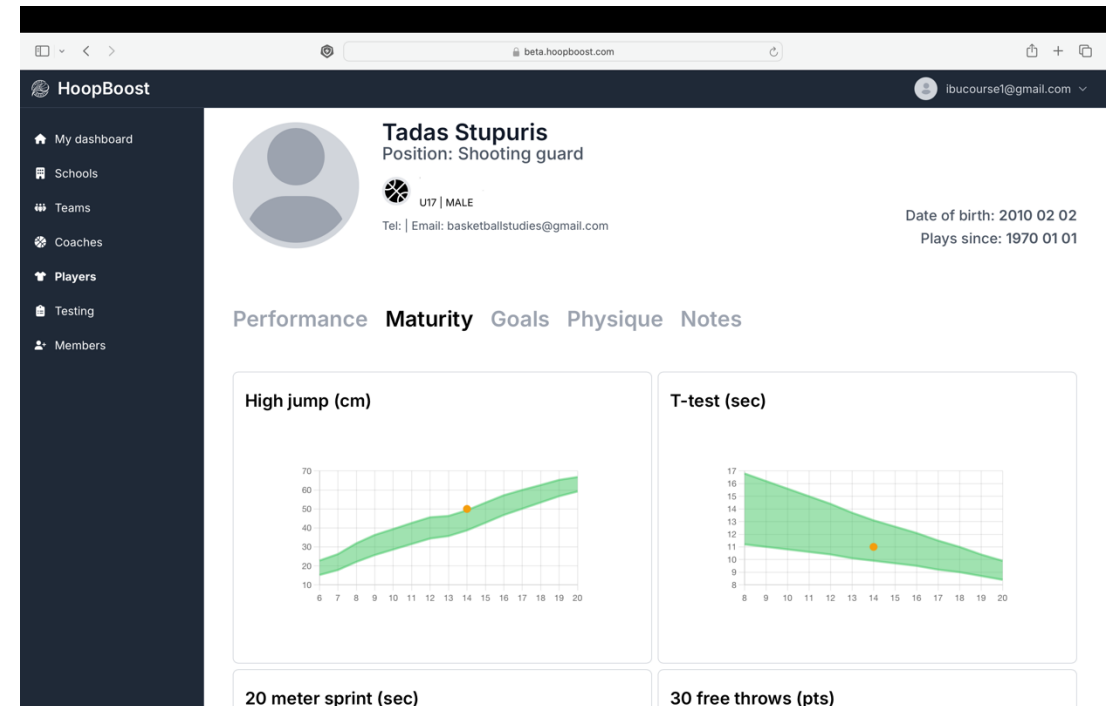 beta.hoopboost.com
HoopBoost
ibucourse1@gmail.com
My dashboard
Schools
Teams
Coaches
Players
Testing
Members
Tadas Stupuris
Position: Shooting guard
U17 | MALE
Tel: | Email: basketballstudies@gmail.com
Date of birth: 2010 02 02
Plays since: 1970 01 01
Performance Maturity Goals Physique Notes
High jump (cm)
70
60
50
40
30
20
10
6 7 8 9 10 11 12 13 14 15 16 17 18 19 20
T-test (sec)
17
16
15
14
13
12
11
10
9
8
8 9 10 11 12 13 14 15 16 17 18 19 20
20 meter sprint (sec)
30 free throws (pts)